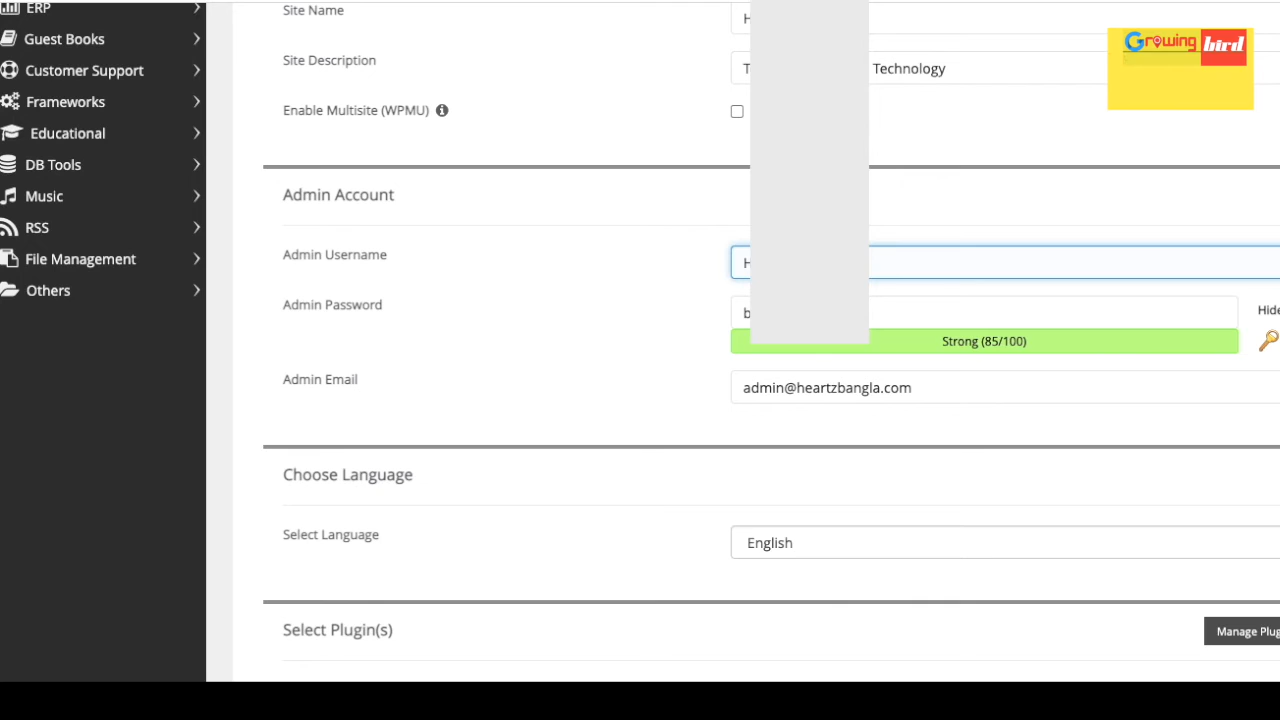 ERP
Guest Books
Customer Support
Frameworks
Educational
DB Tools
Music
RSS
File Management
Others
Site Name
H
Site Description
T Technology
Enable Multisite (WPMU)
Admin Account
Admin Username
H
Admin Password
b
Hide
Strong (85/100)
Admin Email
admin@heartzbangla.com
Choose Language
Select Language
English
Select Plugin(s)
Manage Plug
Growing bird